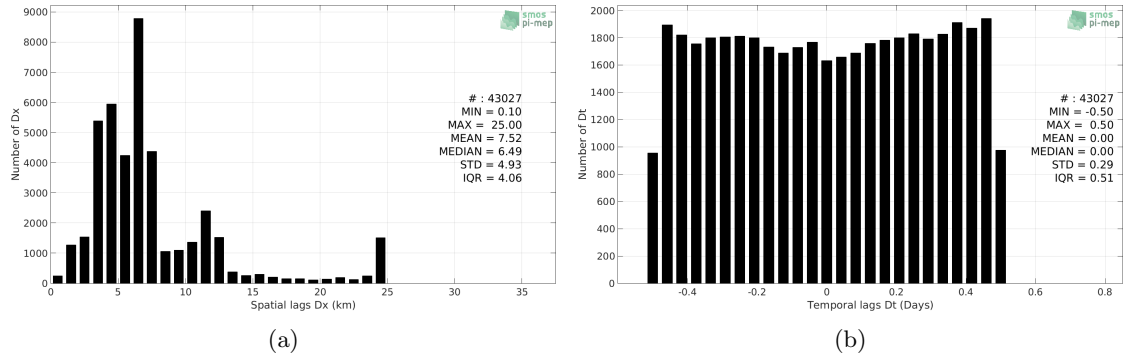 9000
8000
7000
6000
5000
4000
3000
2000
1000
0
Number of Dx
smos
pi-mep
# : 43027
MIN = 0.10
MAX = 25.00
MEAN = 7.52
MEDIAN = 6.49
STD = 4.93
IQR = 4.06
0 5 10 15 20 25 30 35
Spatial lags Dx (km)
(a)
2000
1800
1600
1400
1200
1000
800
600
400
200
0
Number of Dt
smos
pi-mep
# : 43027
MIN = -0.50
MAX = 0.50
MEAN = 0.00
MEDIAN = 0.00
STD = 0.29
IQR = 0.51
-0.4 -0.2 0 0.2 0.4 0.6 0.8
Temporal lags Dt (Days)
(b)